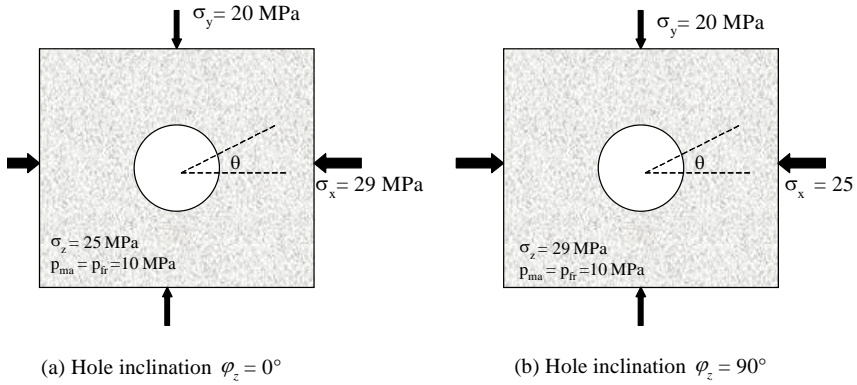 σy = 20 MPa
θ
σx = 29 MPa
σz = 25 MPa
pma = pfr =10 MPa
(a) Hole inclination φz = 0°
σy = 20 MPa
θ
σx = 25
σz = 29 MPa
pma = pfr =10 MPa
(b) Hole inclination φz = 90°